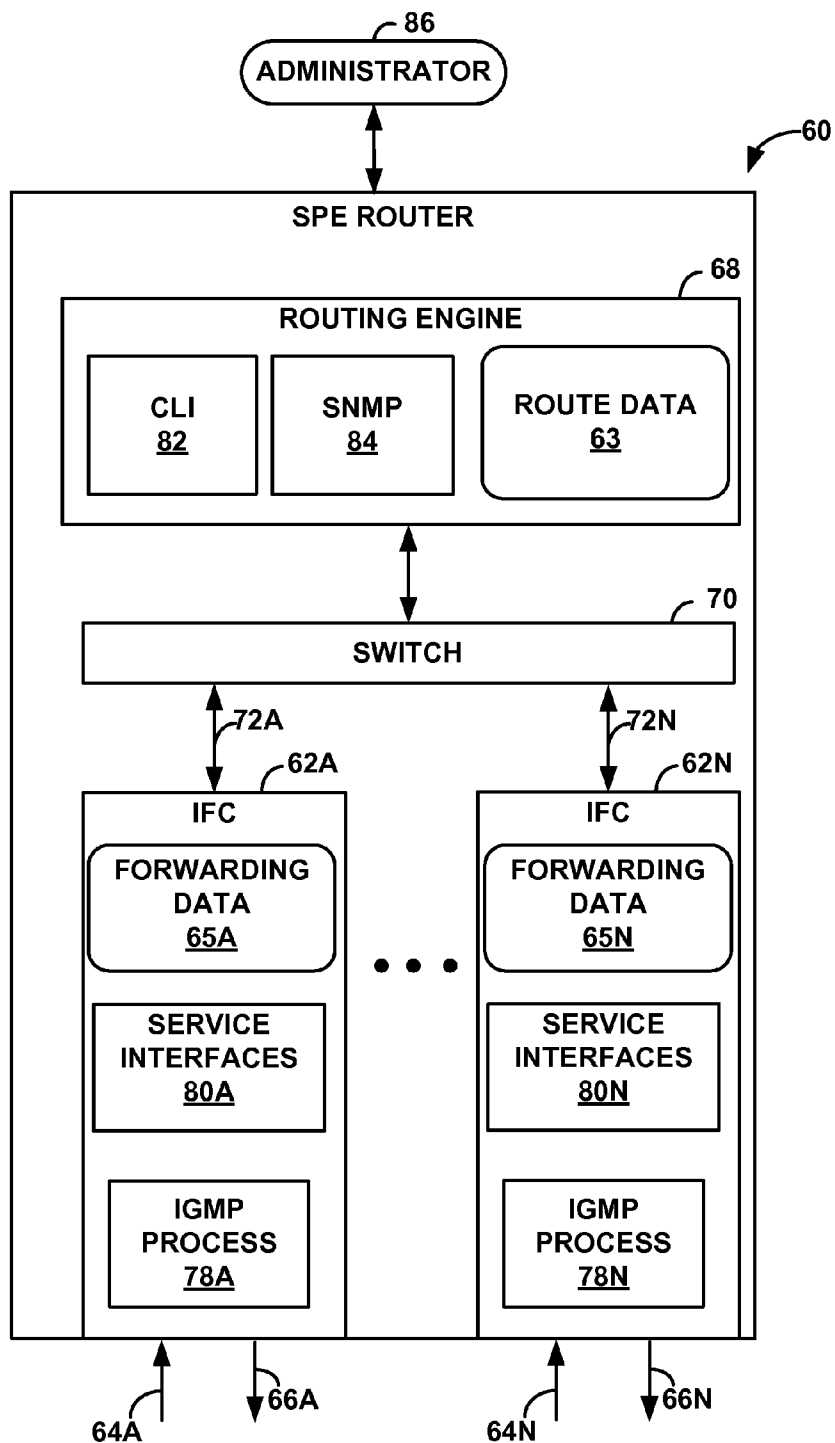 86
ADMINISTRATOR
60
SPE ROUTER
68
ROUTING ENGINE
CLI
82
SNMP
84
ROUTE DATA
63
70
SWITCH
72A
72N
62A
62N
IFC
FORWARDING
DATA
65A
SERVICE
INTERFACES
80A
IGMP
PROCESS
78A
IFC
FORWARDING
DATA
65N
SERVICE
INTERFACES
80N
IGMP
PROCESS
78N
64A
66A
64N
66N